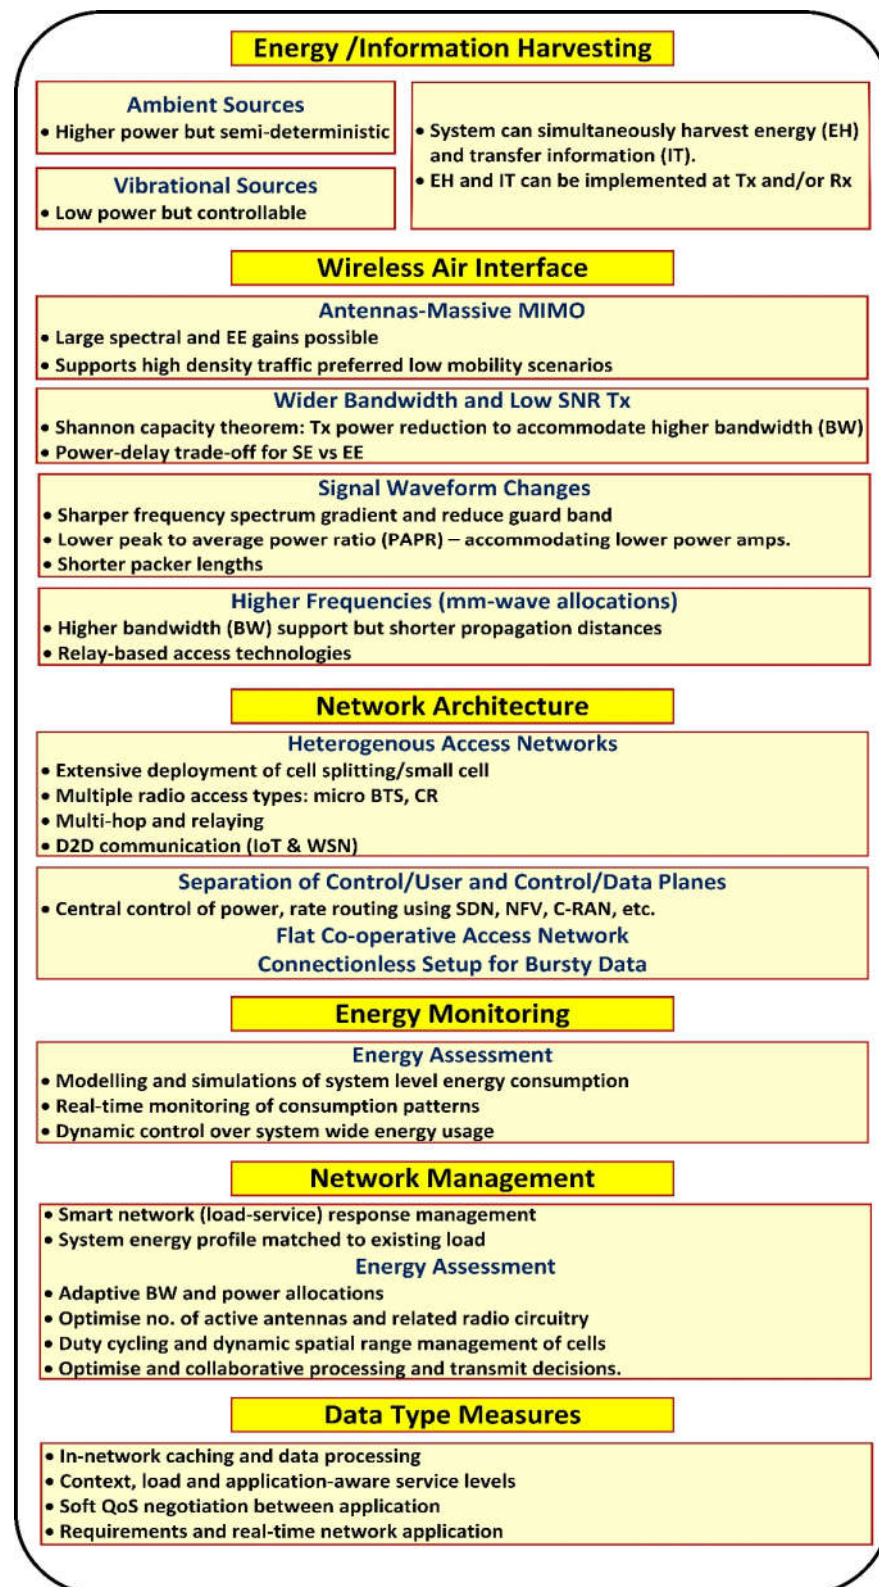 Energy /Information Harvesting
Ambient Sources
• Higher power but semi-deterministic
Vibrational Sources
• Low power but controllable
• System can simultaneously harvest energy (EH)
and transfer information (IT).
• EH and IT can be implemented at Tx and/or Rx
Wireless Air Interface
Antennas-Massive MIMO
• Large spectral and EE gains possible
• Supports high density traffic preferred low mobility scenarios
Wider Bandwidth and Low SNR Tx
• Shannon capacity theorem: Tx power reduction to accommodate higher bandwidth (BW)
• Power-delay trade-off for SE vs EE
Signal Waveform Changes
• Sharper frequency spectrum gradient and reduce guard band
• Lower peak to average power ratio (PAPR) – accommodating lower power amps.
• Shorter packer lengths
Higher Frequencies (mm-wave allocations)
• Higher bandwidth (BW) support but shorter propagation distances
• Relay-based access technologies
Network Architecture
Heterogenous Access Networks
• Extensive deployment of cell splitting/small cell
• Multiple radio access types: micro BTS, CR
• Multi-hop and relaying
• D2D communication (IoT & WSN)
Separation of Control/User and Control/Data Planes
• Central control of power, rate routing using SDN, NFV, C-RAN, etc.
Flat Co-operative Access Network
Connectionless Setup for Bursty Data
Energy Monitoring
Energy Assessment
• Modelling and simulations of system level energy consumption
• Real-time monitoring of consumption patterns
• Dynamic control over system wide energy usage
Network Management
• Smart network (load-service) response management
• System energy profile matched to existing load
Energy Assessment
• Adaptive BW and power allocations
• Optimise no. of active antennas and related radio circuitry
• Duty cycling and dynamic spatial range management of cells
• Optimise and collaborative processing and transmit decisions.
Data Type Measures
• In-network caching and data processing
• Context, load and application-aware service levels
• Soft QoS negotiation between application
• Requirements and real-time network application